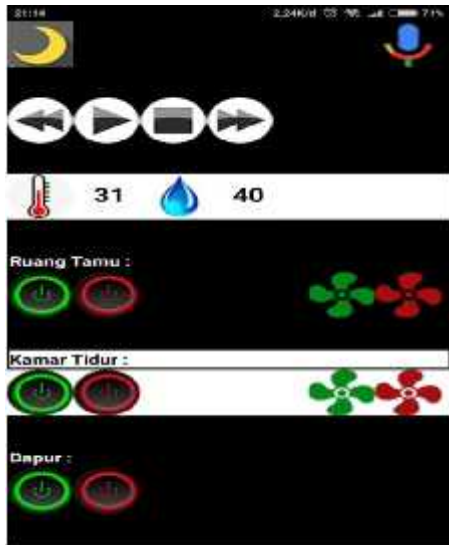 21:14 2,24K/d 71%
31 40
Ruang Tamu :
Kamar Tidur :
Dapur :